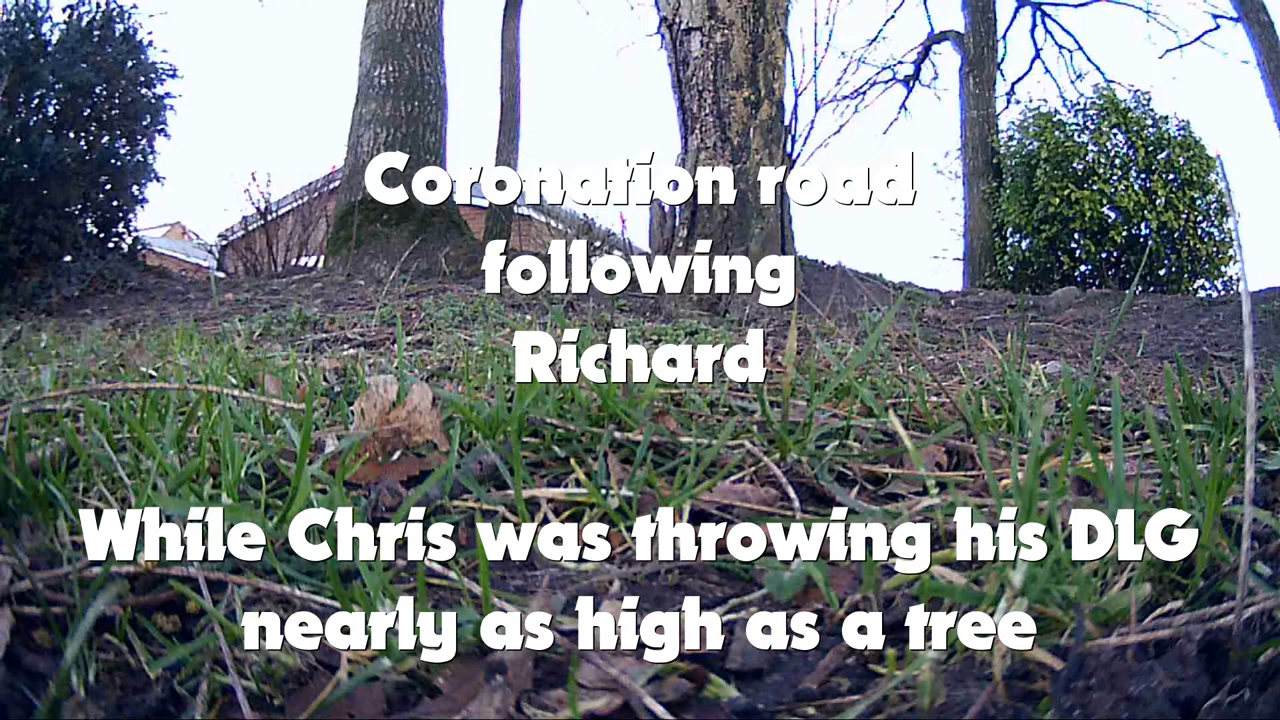 Coronation road
following
Richard
While Chris was throwing his DLG
nearly as high as a tree